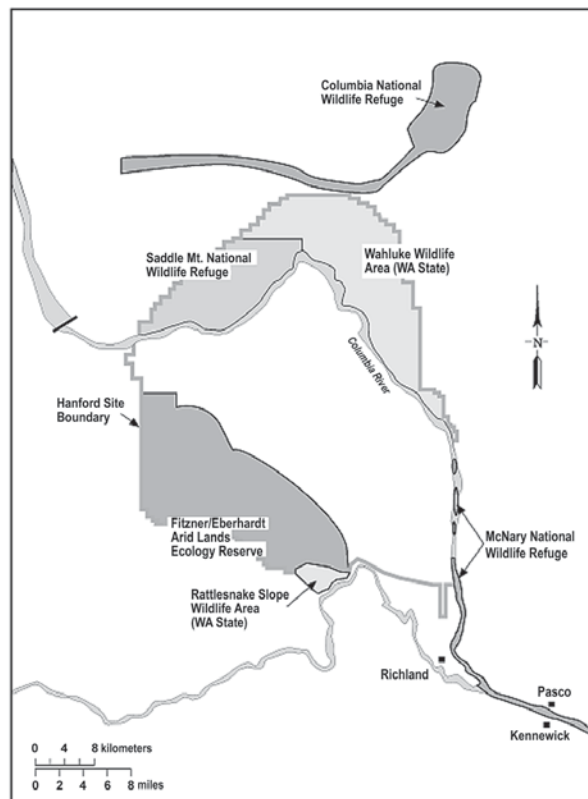 Columbia National
Wildlife Refuge
Saddle Mt. National
Wildlife Refuge
Wahluke Wildlife
Area (WA State)
N
Columbia River
Hanford Site
Boundary
Fitzner/Eberhardt
Arid Lands
Ecology Reserve
McNary National
Wildlife Refuge
Rattlesnake Slope
Wildlife Area
(WA State)
Richland
Pasco
Kennewick
0 4 8 kilometers
0 2 4 6 8 miles